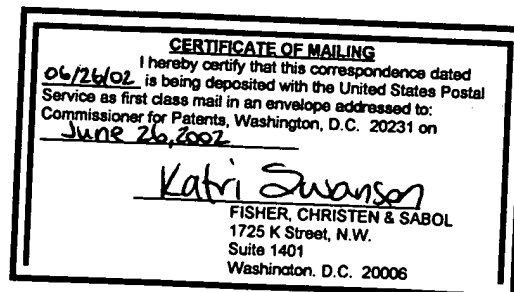 CERTIFICATE OF MAILING
I hereby certify that this correspondence dated
06/26/02 is being deposited with the United States Postal
Service as first class mail in an envelope addressed to:
Commissioner for Patents, Washington, D.C. 20231 on
June 26, 2002
Katri Swanson
FISHER, CHRISTEN & SABOL
1725 K Street, N.W.
Suite 1401
Washington. D.C. 20006